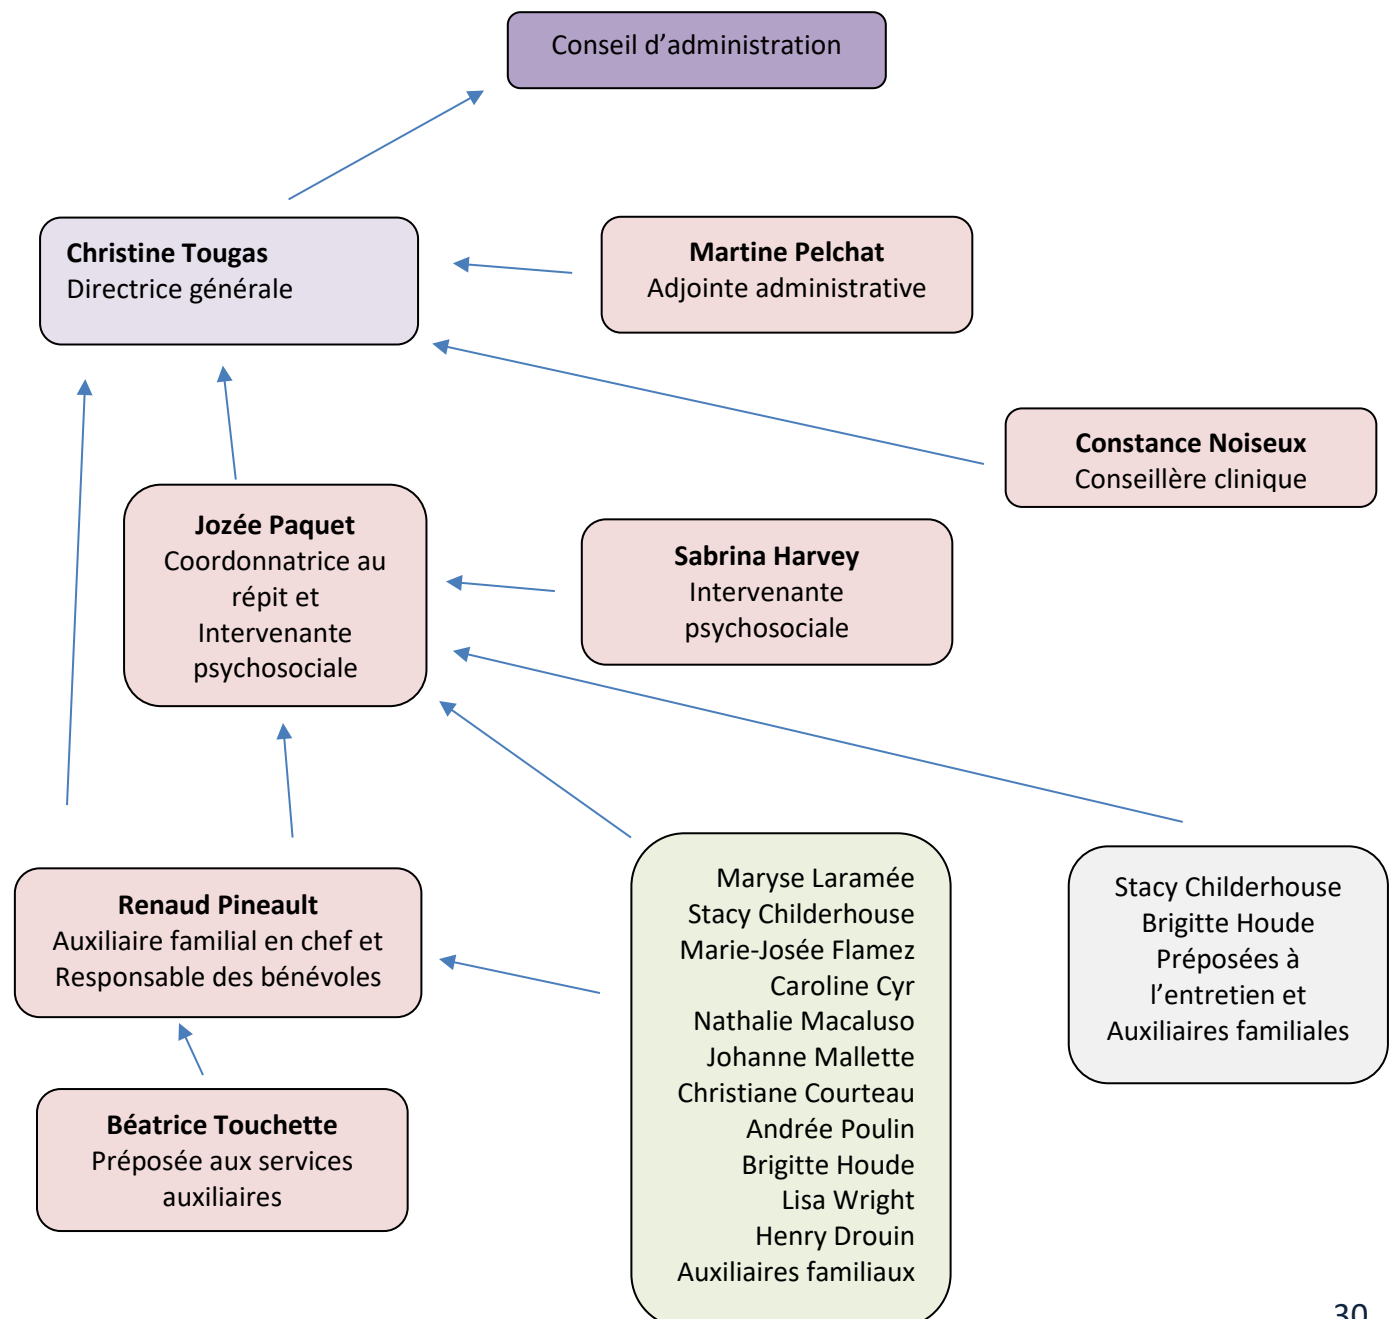 Conseil d’administration
Christine Tougas
Directrice générale
Martine Pelchat
Adjointe administrative
Constance Noiseux
Conseillère clinique
Jozée Paquet
Coordonnatrice au
répit et
Intervenante
psychosociale
Sabrina Harvey
Intervenante
psychosociale
Renaud Pineault
Auxiliaire familial en chef et
Responsable des bénévoles
Maryse Laramée
Stacy Childerhouse
Marie-Josée Flamez
Caroline Cyr
Nathalie Macaluso
Johanne Mallette
Christiane Courteau
Andrée Poulin
Brigitte Houde
Lisa Wright
Henry Drouin
Auxiliaires familiaux
Stacy Childerhouse
Brigitte Houde
Préposées à
l’entretien et
Auxiliaires familiales
Béatrice Touchette
Préposée aux services
auxiliaires
30